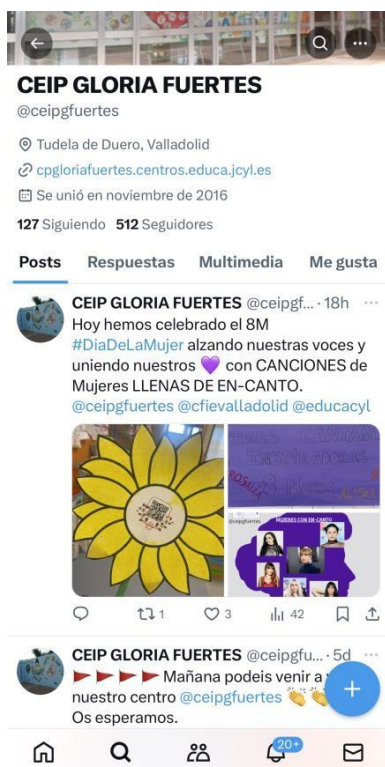 CEIP GLORIA FUERTES
@ceipgfuertes
Tudela de Duero, Valladolid
cpgloriafuertes.centros.educa.jcyl.es
Se unió en noviembre de 2016
127 Siguiendo 512 Seguidores
Posts Respuestas Multimedia Me gusta
CEIP GLORIA FUERTES @ceipgf... · 18h
Hoy hemos celebrado el 8M
#DiaDeLaMujer alzando nuestras voces y
uniendo nuestros 💜 con CANCIONES de
Mujeres LLENAS DE EN-CANTO.
@ceipgfuertes @cfievalladolid @educacyl
8 Marzo
@ceipgfuertes
MUJERES CON EN-CANTO
1 3 42
CEIP GLORIA FUERTES @ceipgfu... · 5d
🚩🚩🚩🚩 Mañana podeis venir a
nuestro centro @ceipgfuertes 👏👏
Os esperamos.
20+